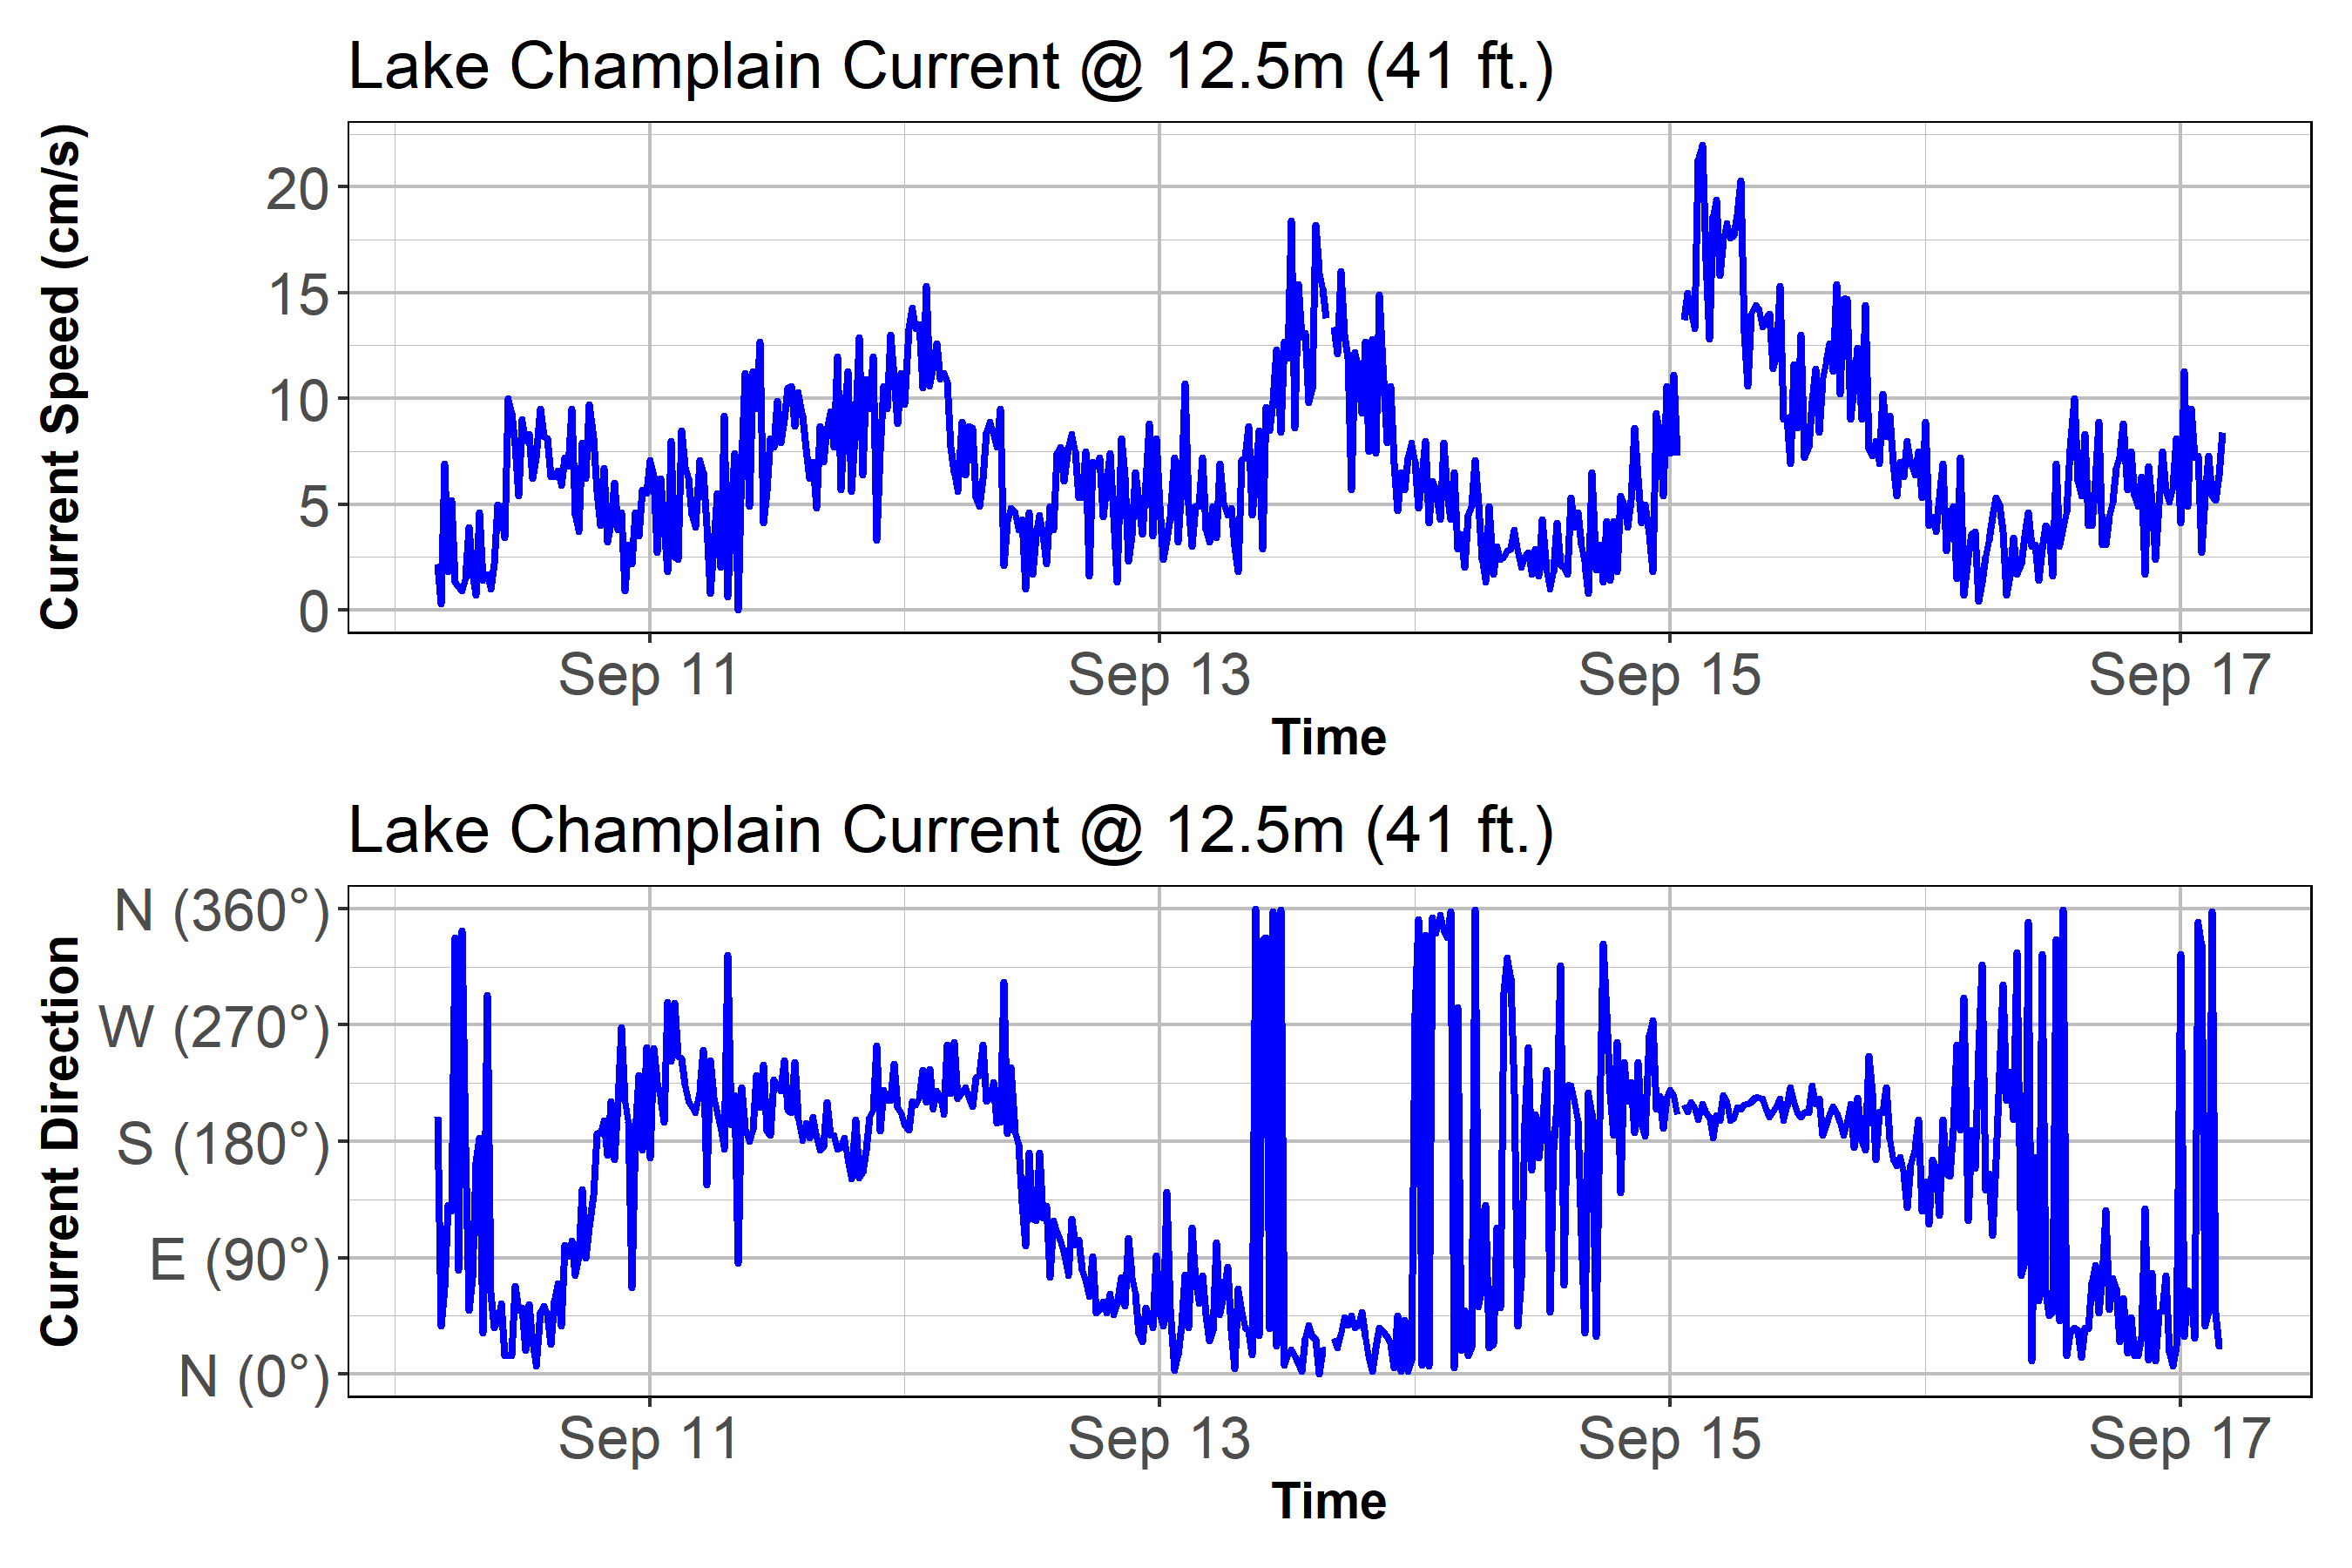 Lake Champlain Current @ 12.5m (41 ft.)
Current Speed (cm/s)
20
15
10
5
0
Sep 11 Sep 13 Sep 15 Sep 17
Time
Lake Champlain Current @ 12.5m (41 ft.)
Current Direction
N (360°)
W (270°)
S (180°)
E (90°)
N (0°)
Sep 11 Sep 13 Sep 15 Sep 17
Time